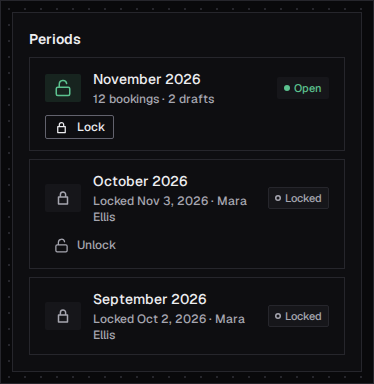 Periods
November 2026
12 bookings · 2 drafts
Open
Lock
October 2026
Locked Nov 3, 2026 · Mara
Ellis
Locked
Unlock
September 2026
Locked Oct 2, 2026 · Mara
Ellis
Locked